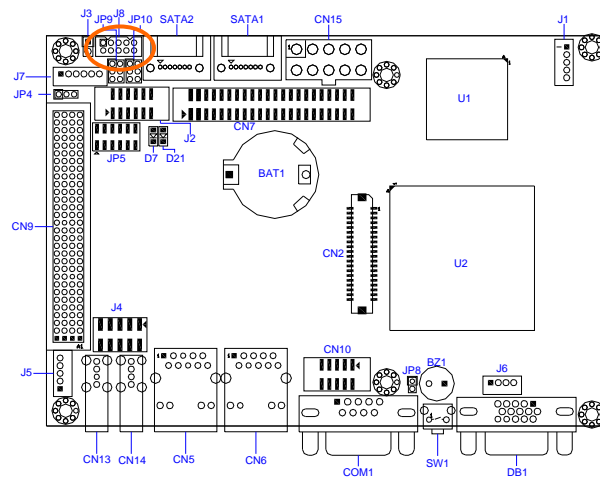 J3 JP9 J8 JP10 SATA2 SATA1 CN15 J1
J7
JP4
U1
CN7
J2
JP5 D7 D21
BAT1
CN9
CN2
U2
J4
A1
J5
CN10
JP8
BZ1
J6
CN13 CN14 CN5 CN6
COM1
SW1
DB1